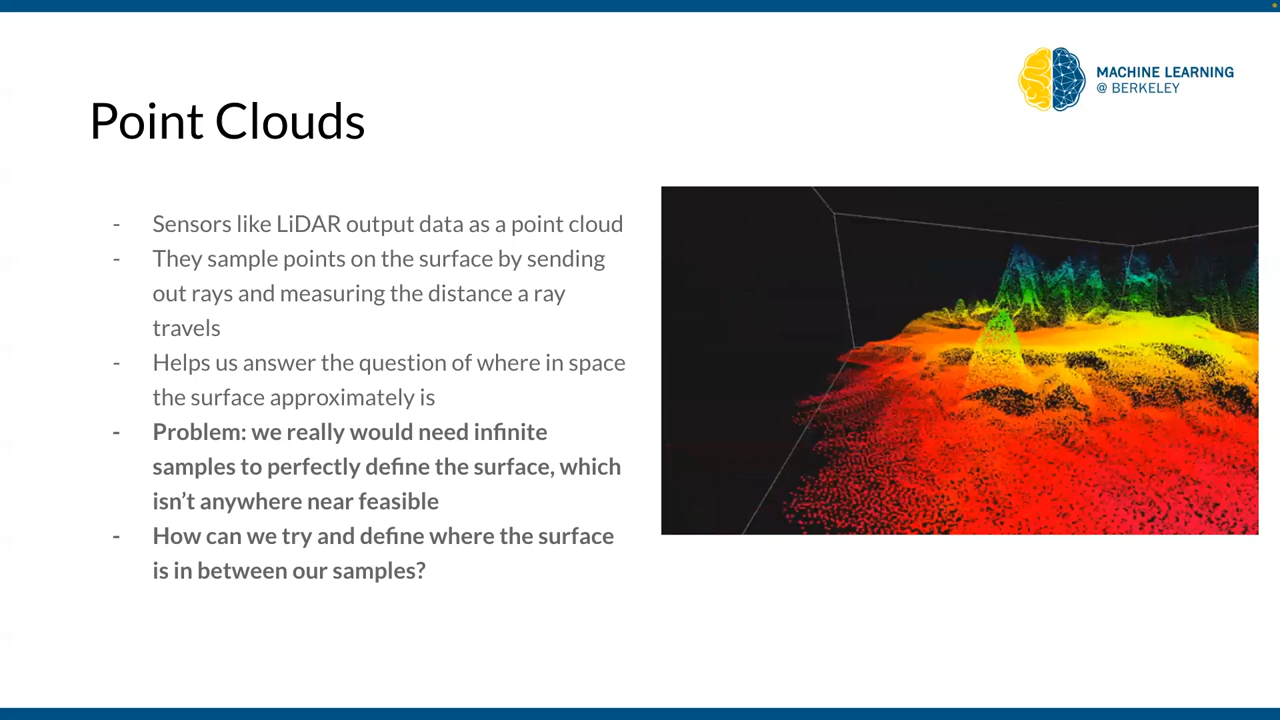 MACHINE LEARNING
@ BERKELEY
Point Clouds
- Sensors like LiDAR output data as a point cloud
- They sample points on the surface by sending
out rays and measuring the distance a ray
travels
- Helps us answer the question of where in space
the surface approximately is
- Problem: we really would need infinite
samples to perfectly define the surface, which
isn’t anywhere near feasible
- How can we try and define where the surface
is in between our samples?